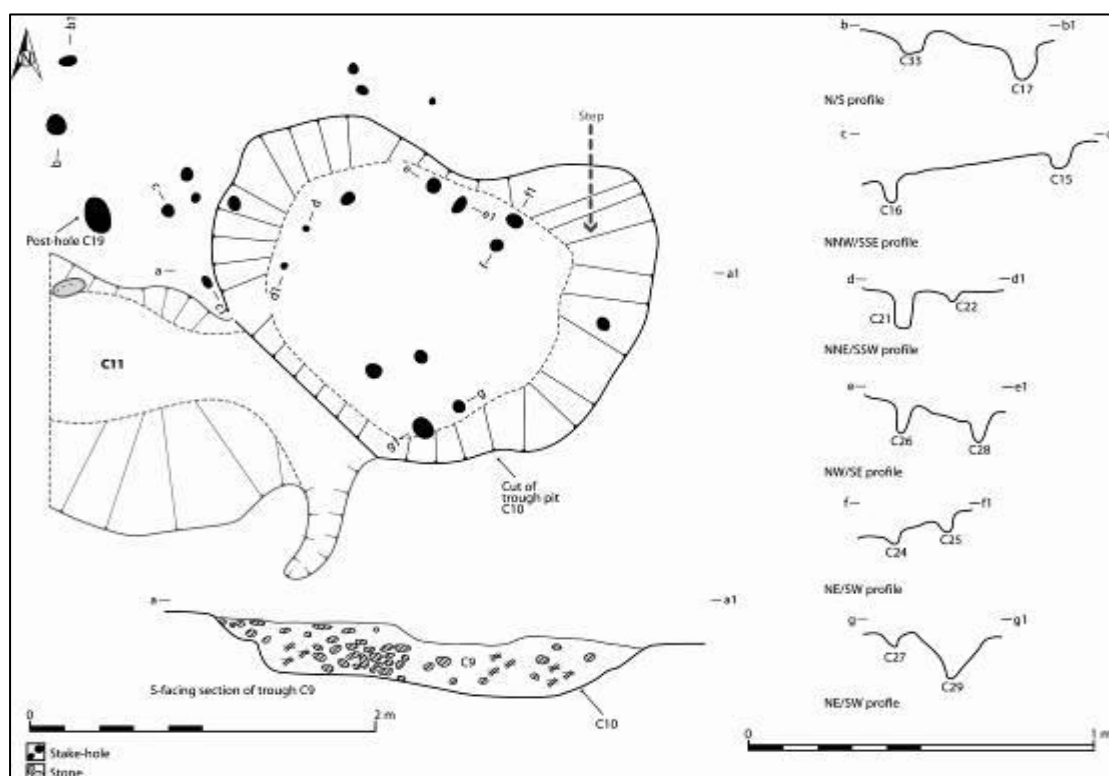 N
b1
b
Post-hole C19
c
c1
a
d
d1
e
e1
f1
f
g
g1
Step
a1
C11
Cut of
trough pit
C10
a
a1
C9
S-facing section of trough C9
C10
0
2 m
Stake-hole
Stone
b
b1
C33
C17
N/S profile
c
C16
C15
NNW/SSE profile
d
d1
C21
C22
NNE/SSW profile
e
e1
C26
C28
NW/SE profile
f
f1
C24
C25
NE/SW profile
g
g1
C27
C29
NE/SW profile
0
1 m